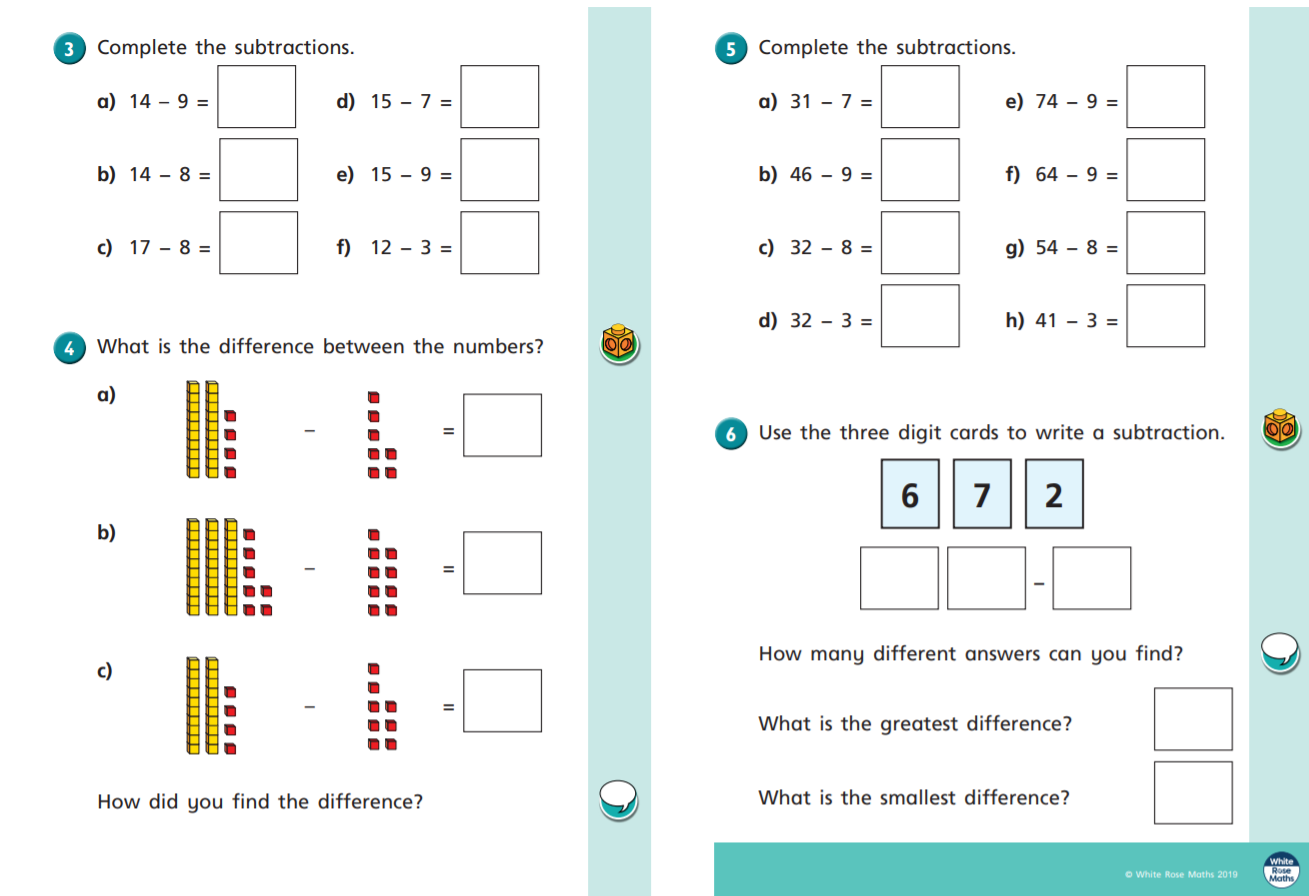 3 Complete the subtractions.
a) 14 – 9 =
d) 15 – 7 =
b) 14 – 8 =
e) 15 – 9 =
c) 17 – 8 =
f) 12 – 3 =
4 What is the difference between the numbers?
a) – =
b) – =
c) – =
How did you find the difference?
5 Complete the subtractions.
a) 31 – 7 =
e) 74 – 9 =
b) 46 – 9 =
f) 64 – 9 =
c) 32 – 8 =
g) 54 – 8 =
d) 32 – 3 =
h) 41 – 3 =
6 Use the three digit cards to write a subtraction.
6 7 2
–
How many different answers can you find?
What is the greatest difference?
What is the smallest difference?
© White Rose Maths 2019
White
Rose
Maths